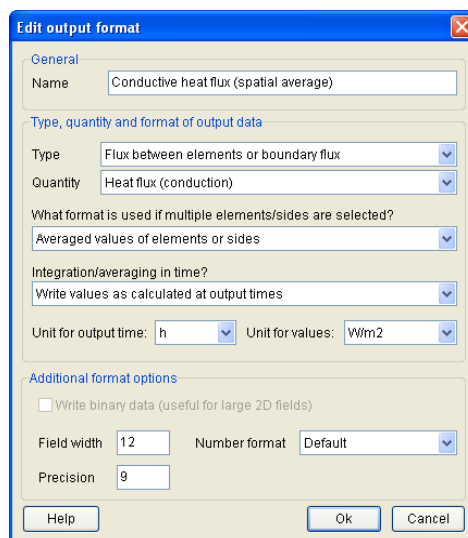 Edit output format
General
Name Conductive heat flux (spatial average)
Type, quantity and format of output data
Type Flux between elements or boundary flux
Quantity Heat flux (conduction)
What format is used if multiple elements/sides are selected?
Averaged values of elements or sides
Integration/averaging in time?
Write values as calculated at output times
Unit for output time: h Unit for values: W/m2
Additional format options
Write binary data (useful for large 2D fields)
Field width 12 Number format Default
Precision 9
Help Ok Cancel